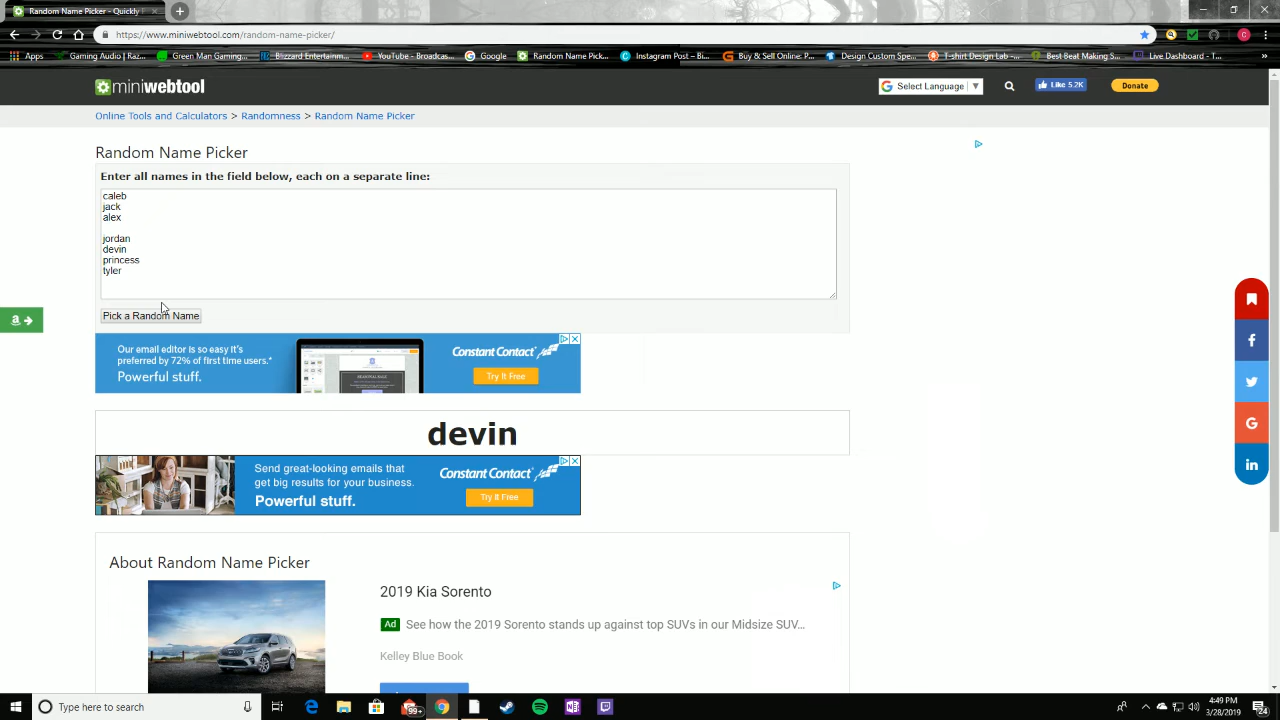 Random Name Picker - Quickly
https://www.miniwebtool.com/random-name-picker/
Apps
Gaming Audio | Raz...
Green Man Gaming...
Blizzard Entertainm...
YouTube - Broadcas...
Google
Random Name Pick...
Instagram Post – Bi...
Buy & Sell Online: P...
Design Custom Spe...
T-shirt Design Lab -...
Best Beat Making S...
Live Dashboard - T...
miniwebtool
Select Language ▼
Like 5.2K
Donate
Online Tools and Calculators > Randomness > Random Name Picker
Random Name Picker
Enter all names in the field below, each on a separate line:
caleb
jack
alex
jordan
devin
princess
tyler
Pick a Random Name
Our email editor is so easy it's
preferred by 72% of first time users.*
Powerful stuff.
Constant Contact
Try It Free
devin
Send great-looking emails that
get big results for your business.
Powerful stuff.
Constant Contact
Try It Free
About Random Name Picker
2019 Kia Sorento
Ad
See how the 2019 Sorento stands up against top SUVs in our Midsize SUV...
Kelley Blue Book
Type here to search
99+
4:49 PM
3/28/2019
24